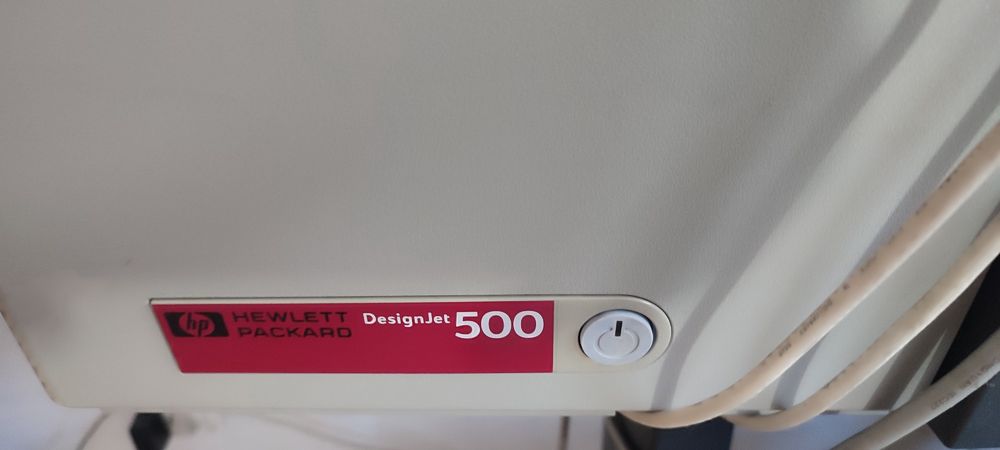 hp HEWLETT
PACKARD
DesignJet 500